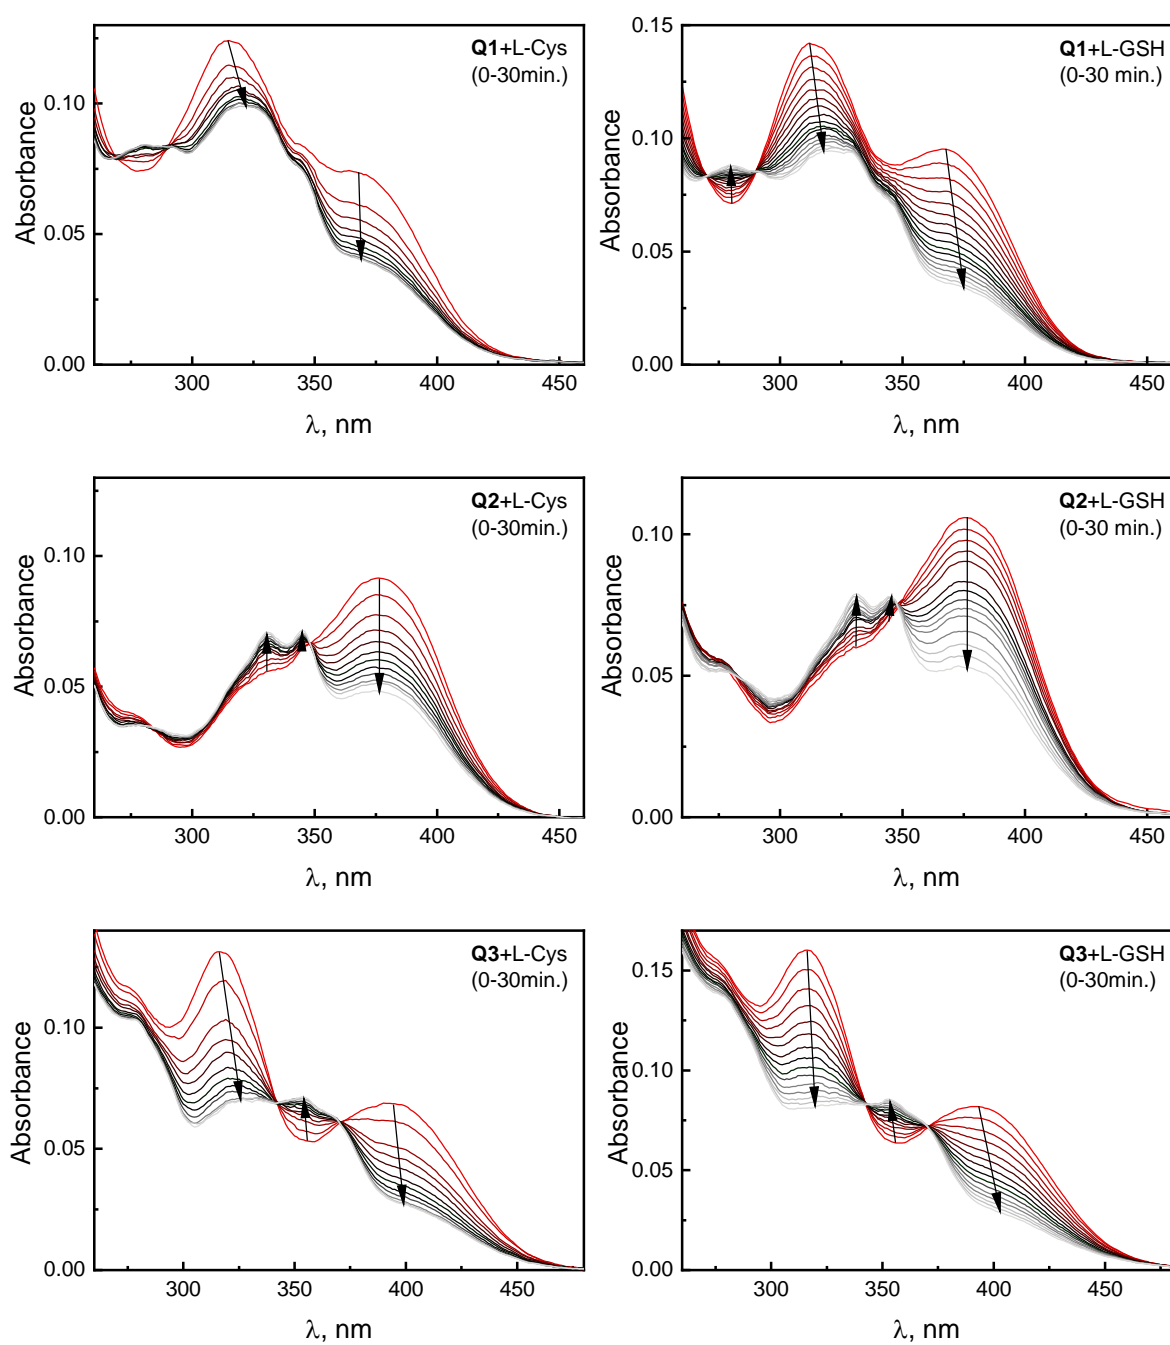 Q1+L-Cys
(0-30min.)
0.10
0.05
0.00
Absorbance
300 350 400 450
λ, nm
0.15
Q1+L-GSH
(0-30 min.)
0.10
0.05
0.00
Absorbance
300 350 400 450
λ, nm
Q2+L-Cys
(0-30min.)
0.10
0.05
0.00
Absorbance
300 350 400 450
λ, nm
Q2+L-GSH
(0-30 min.)
0.10
0.05
0.00
Absorbance
300 350 400 450
λ, nm
Q3+L-Cys
(0-30min.)
0.10
0.05
0.00
Absorbance
300 350 400 450
λ, nm
Q3+L-GSH
(0-30min.)
0.15
0.10
0.05
0.00
Absorbance
300 350 400 450
λ, nm